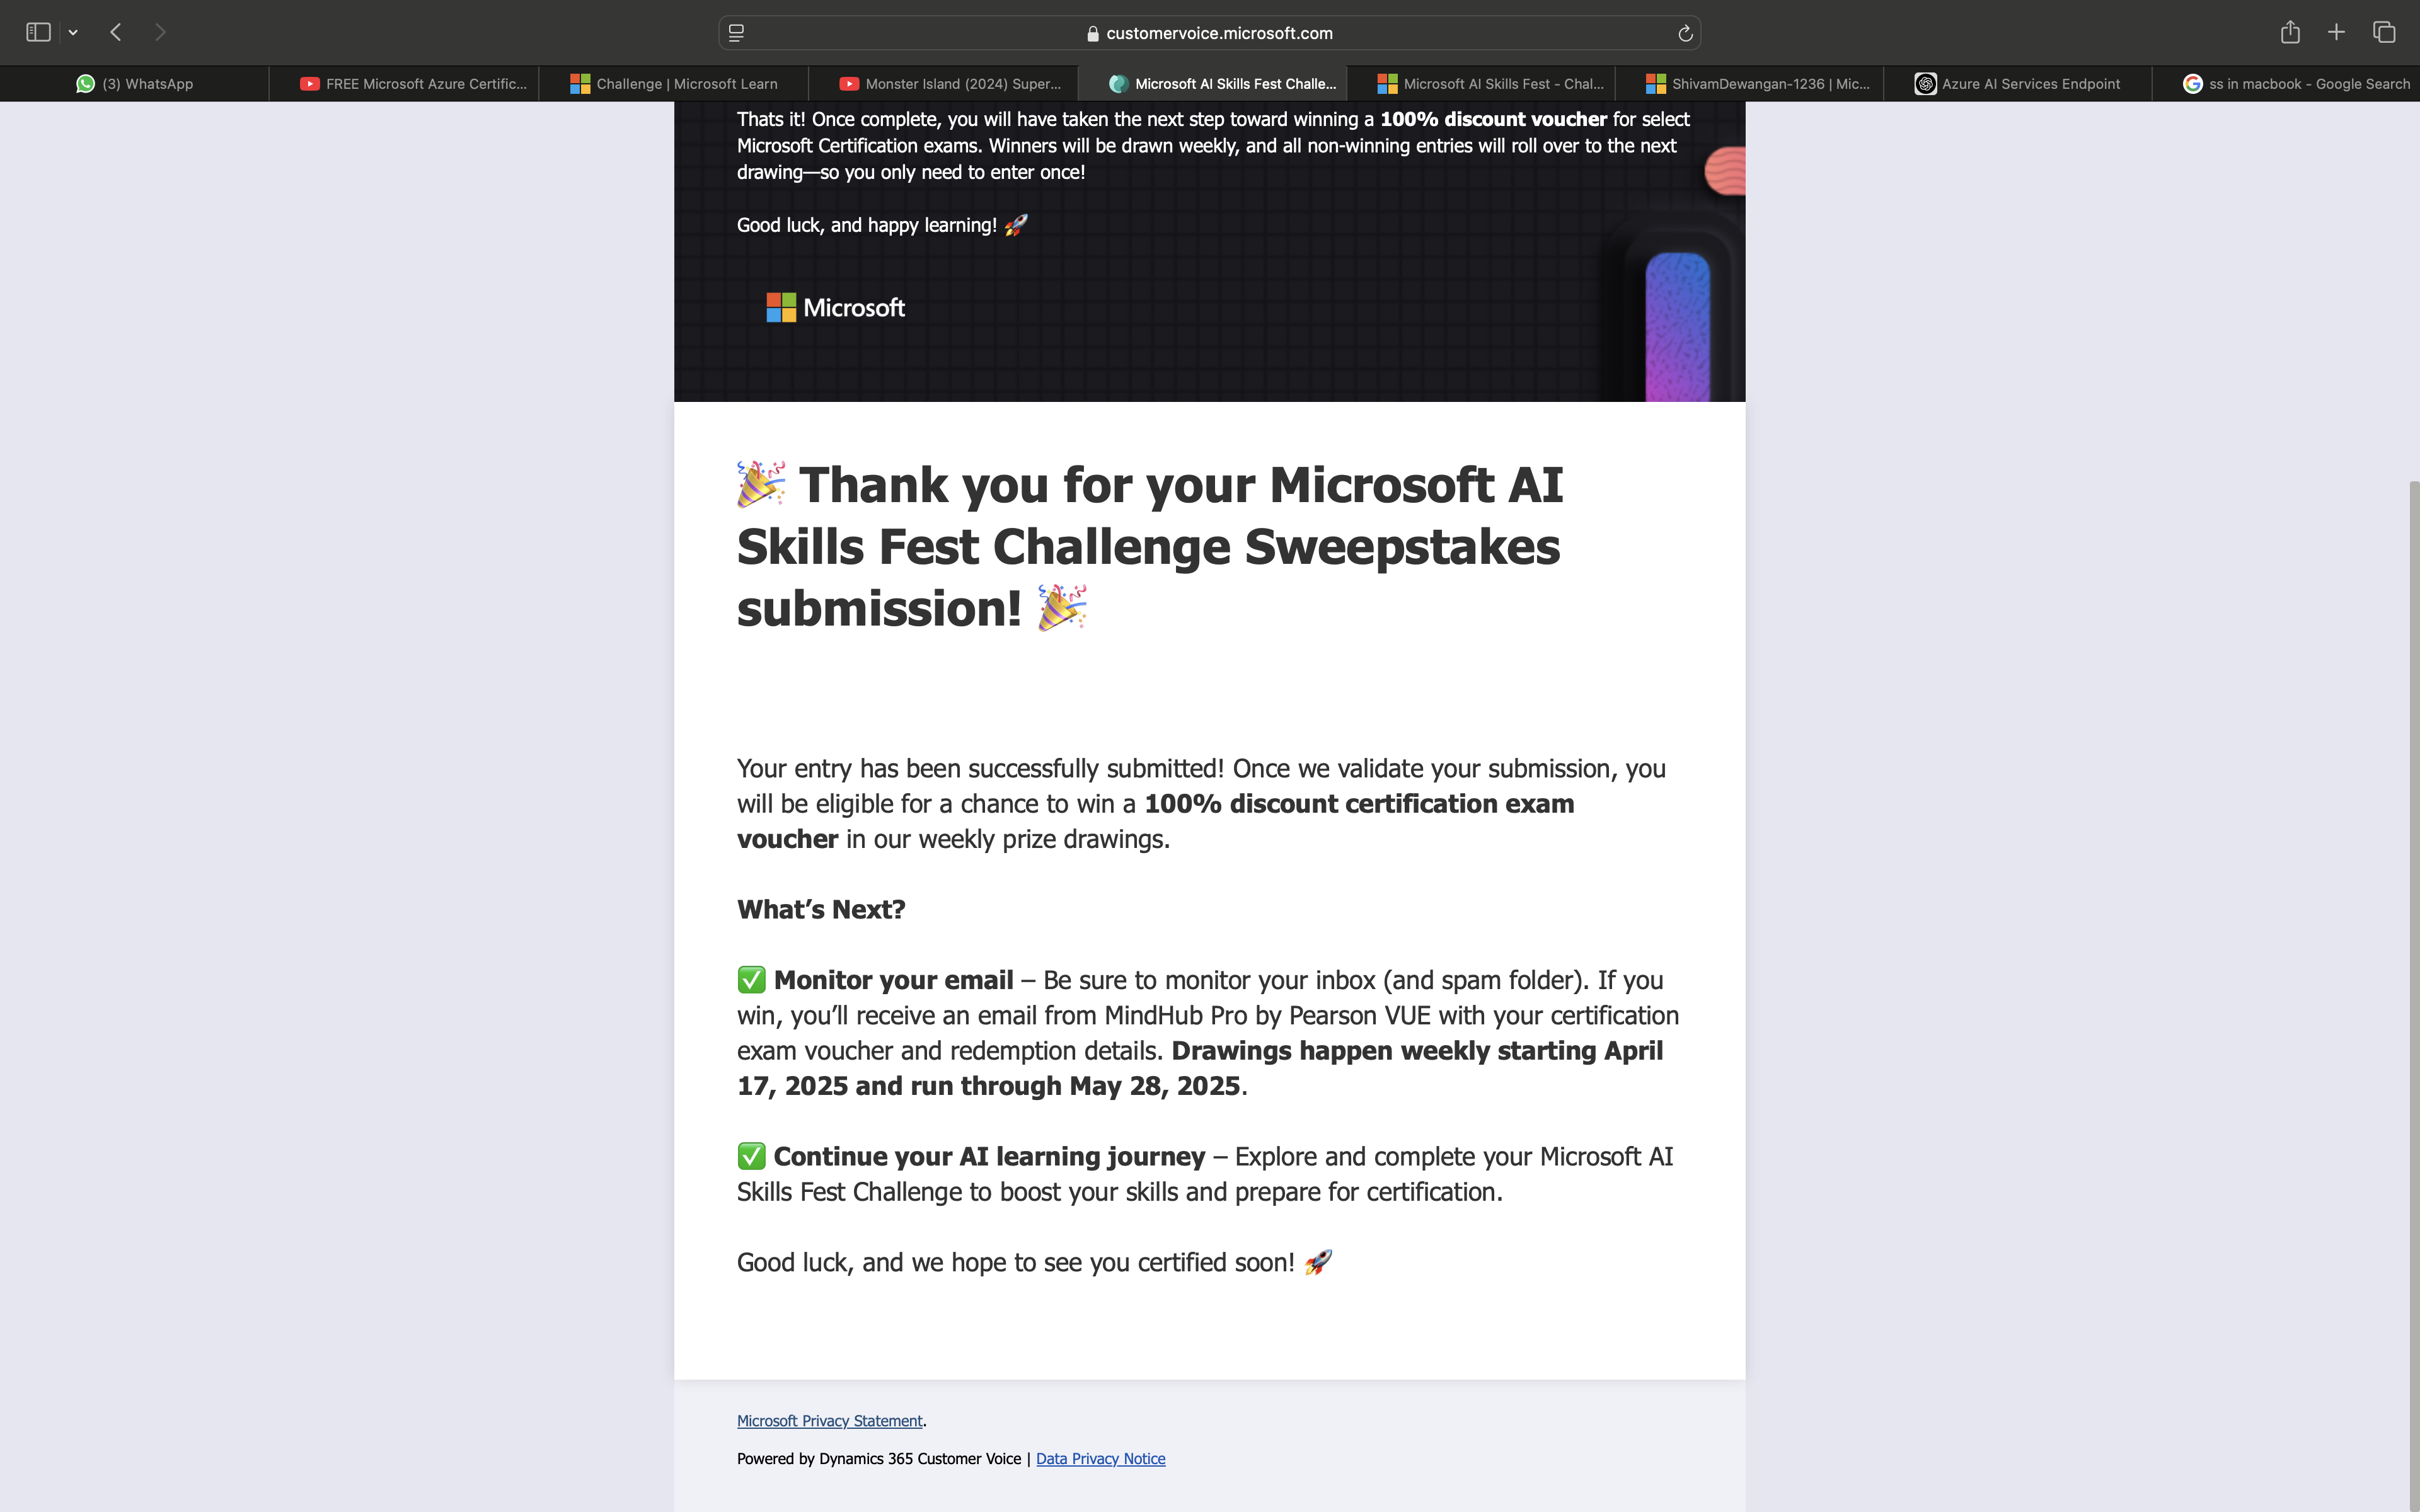 customervoice.microsoft.com
(3) WhatsApp
FREE Microsoft Azure Certific...
Challenge | Microsoft Learn
Monster Island (2024) Super...
Microsoft AI Skills Fest Challe...
Microsoft AI Skills Fest - Chal...
ShivamDewangan-1236 | Mic...
Azure AI Services Endpoint
ss in macbook - Google Search
Thats it! Once complete, you will have taken the next step toward winning a 100% discount voucher for select
Microsoft Certification exams. Winners will be drawn weekly, and all non-winning entries will roll over to the next
drawing—so you only need to enter once!
Good luck, and happy learning! 🚀
Microsoft
🎉 Thank you for your Microsoft AI
Skills Fest Challenge Sweepstakes
submission! 🎉
Your entry has been successfully submitted! Once we validate your submission, you
will be eligible for a chance to win a 100% discount certification exam
voucher in our weekly prize drawings.
What’s Next?
✅ Monitor your email – Be sure to monitor your inbox (and spam folder). If you
win, you’ll receive an email from MindHub Pro by Pearson VUE with your certification
exam voucher and redemption details. Drawings happen weekly starting April
17, 2025 and run through May 28, 2025.
✅ Continue your AI learning journey – Explore and complete your Microsoft AI
Skills Fest Challenge to boost your skills and prepare for certification.
Good luck, and we hope to see you certified soon! 🚀
Microsoft Privacy Statement.
Powered by Dynamics 365 Customer Voice | Data Privacy Notice